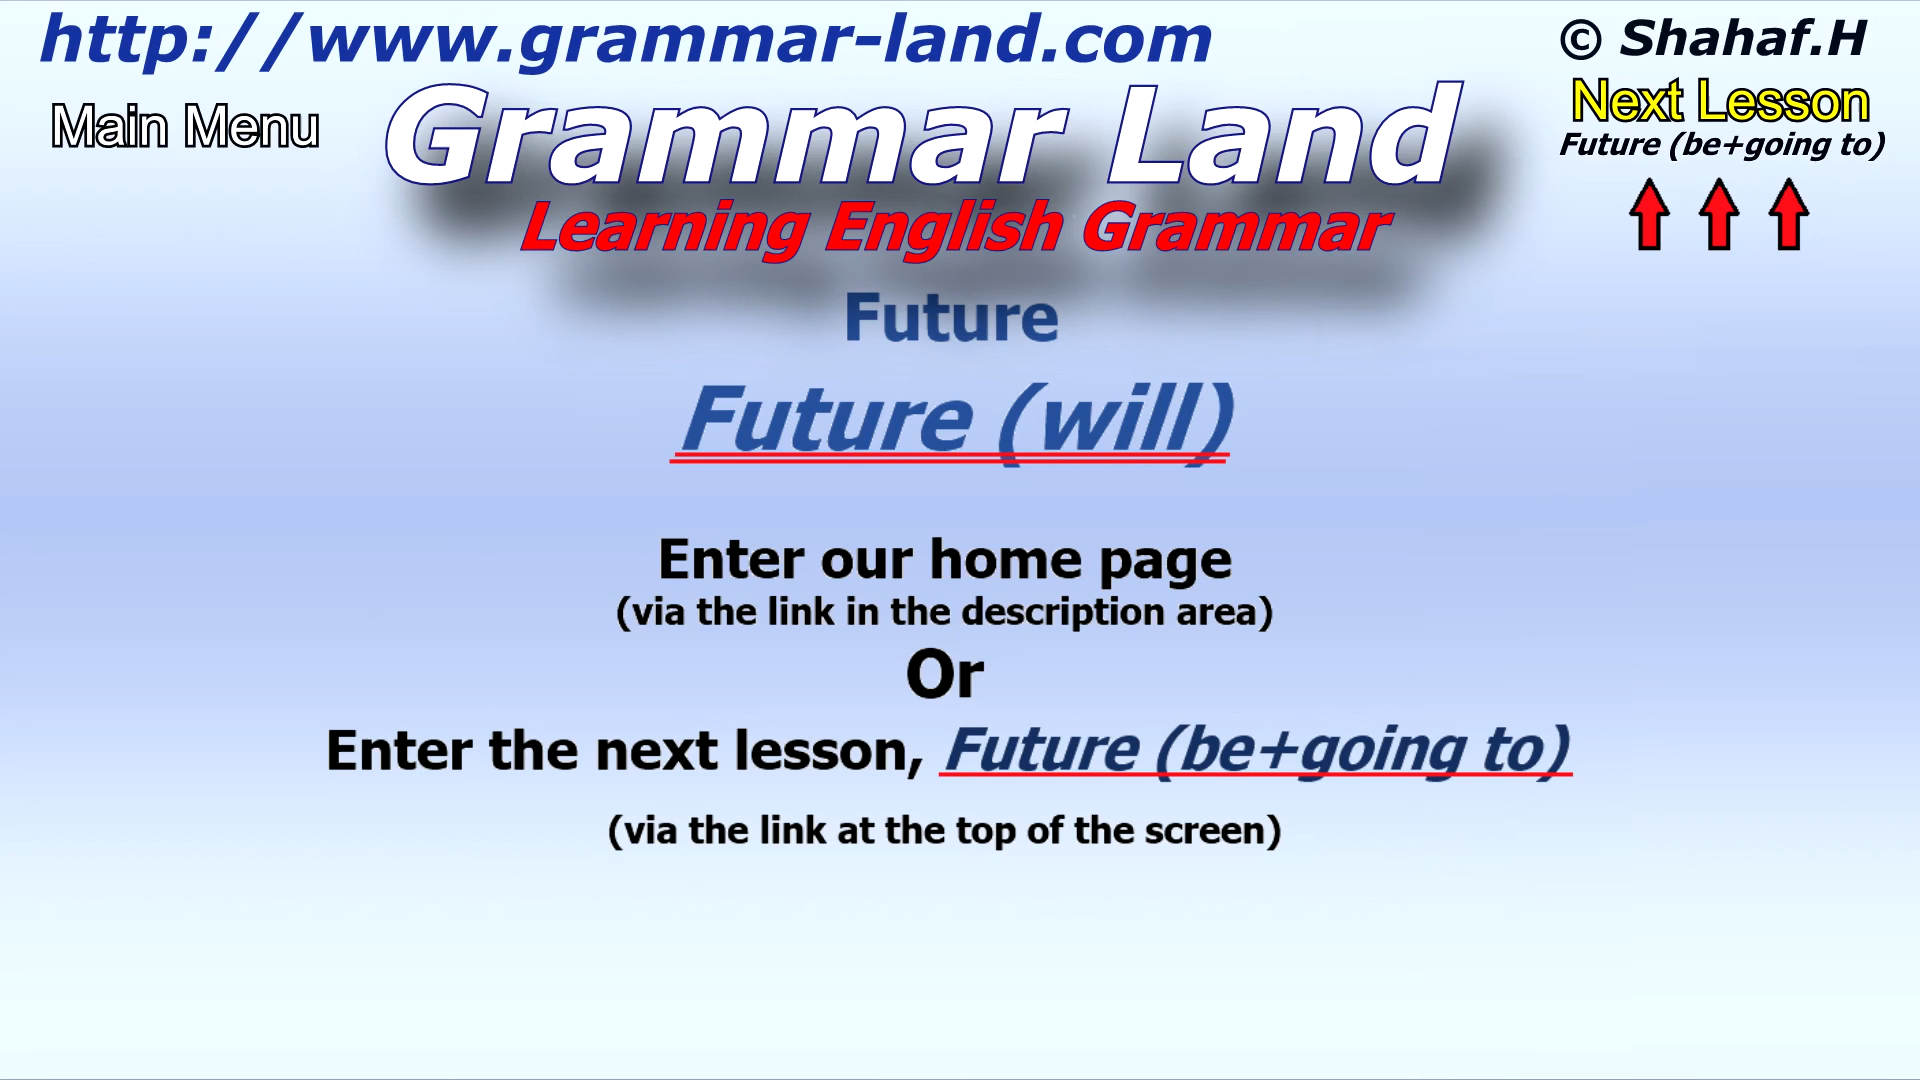 http://www.grammar-land.com
© Shahaf.H
Main Menu
Grammar Land
Next Lesson
Future (be+going to)
Learning English Grammar
Future
Future (will)
Enter our home page
(via the link in the description area)
Or
Enter the next lesson, Future (be+going to)
(via the link at the top of the screen)